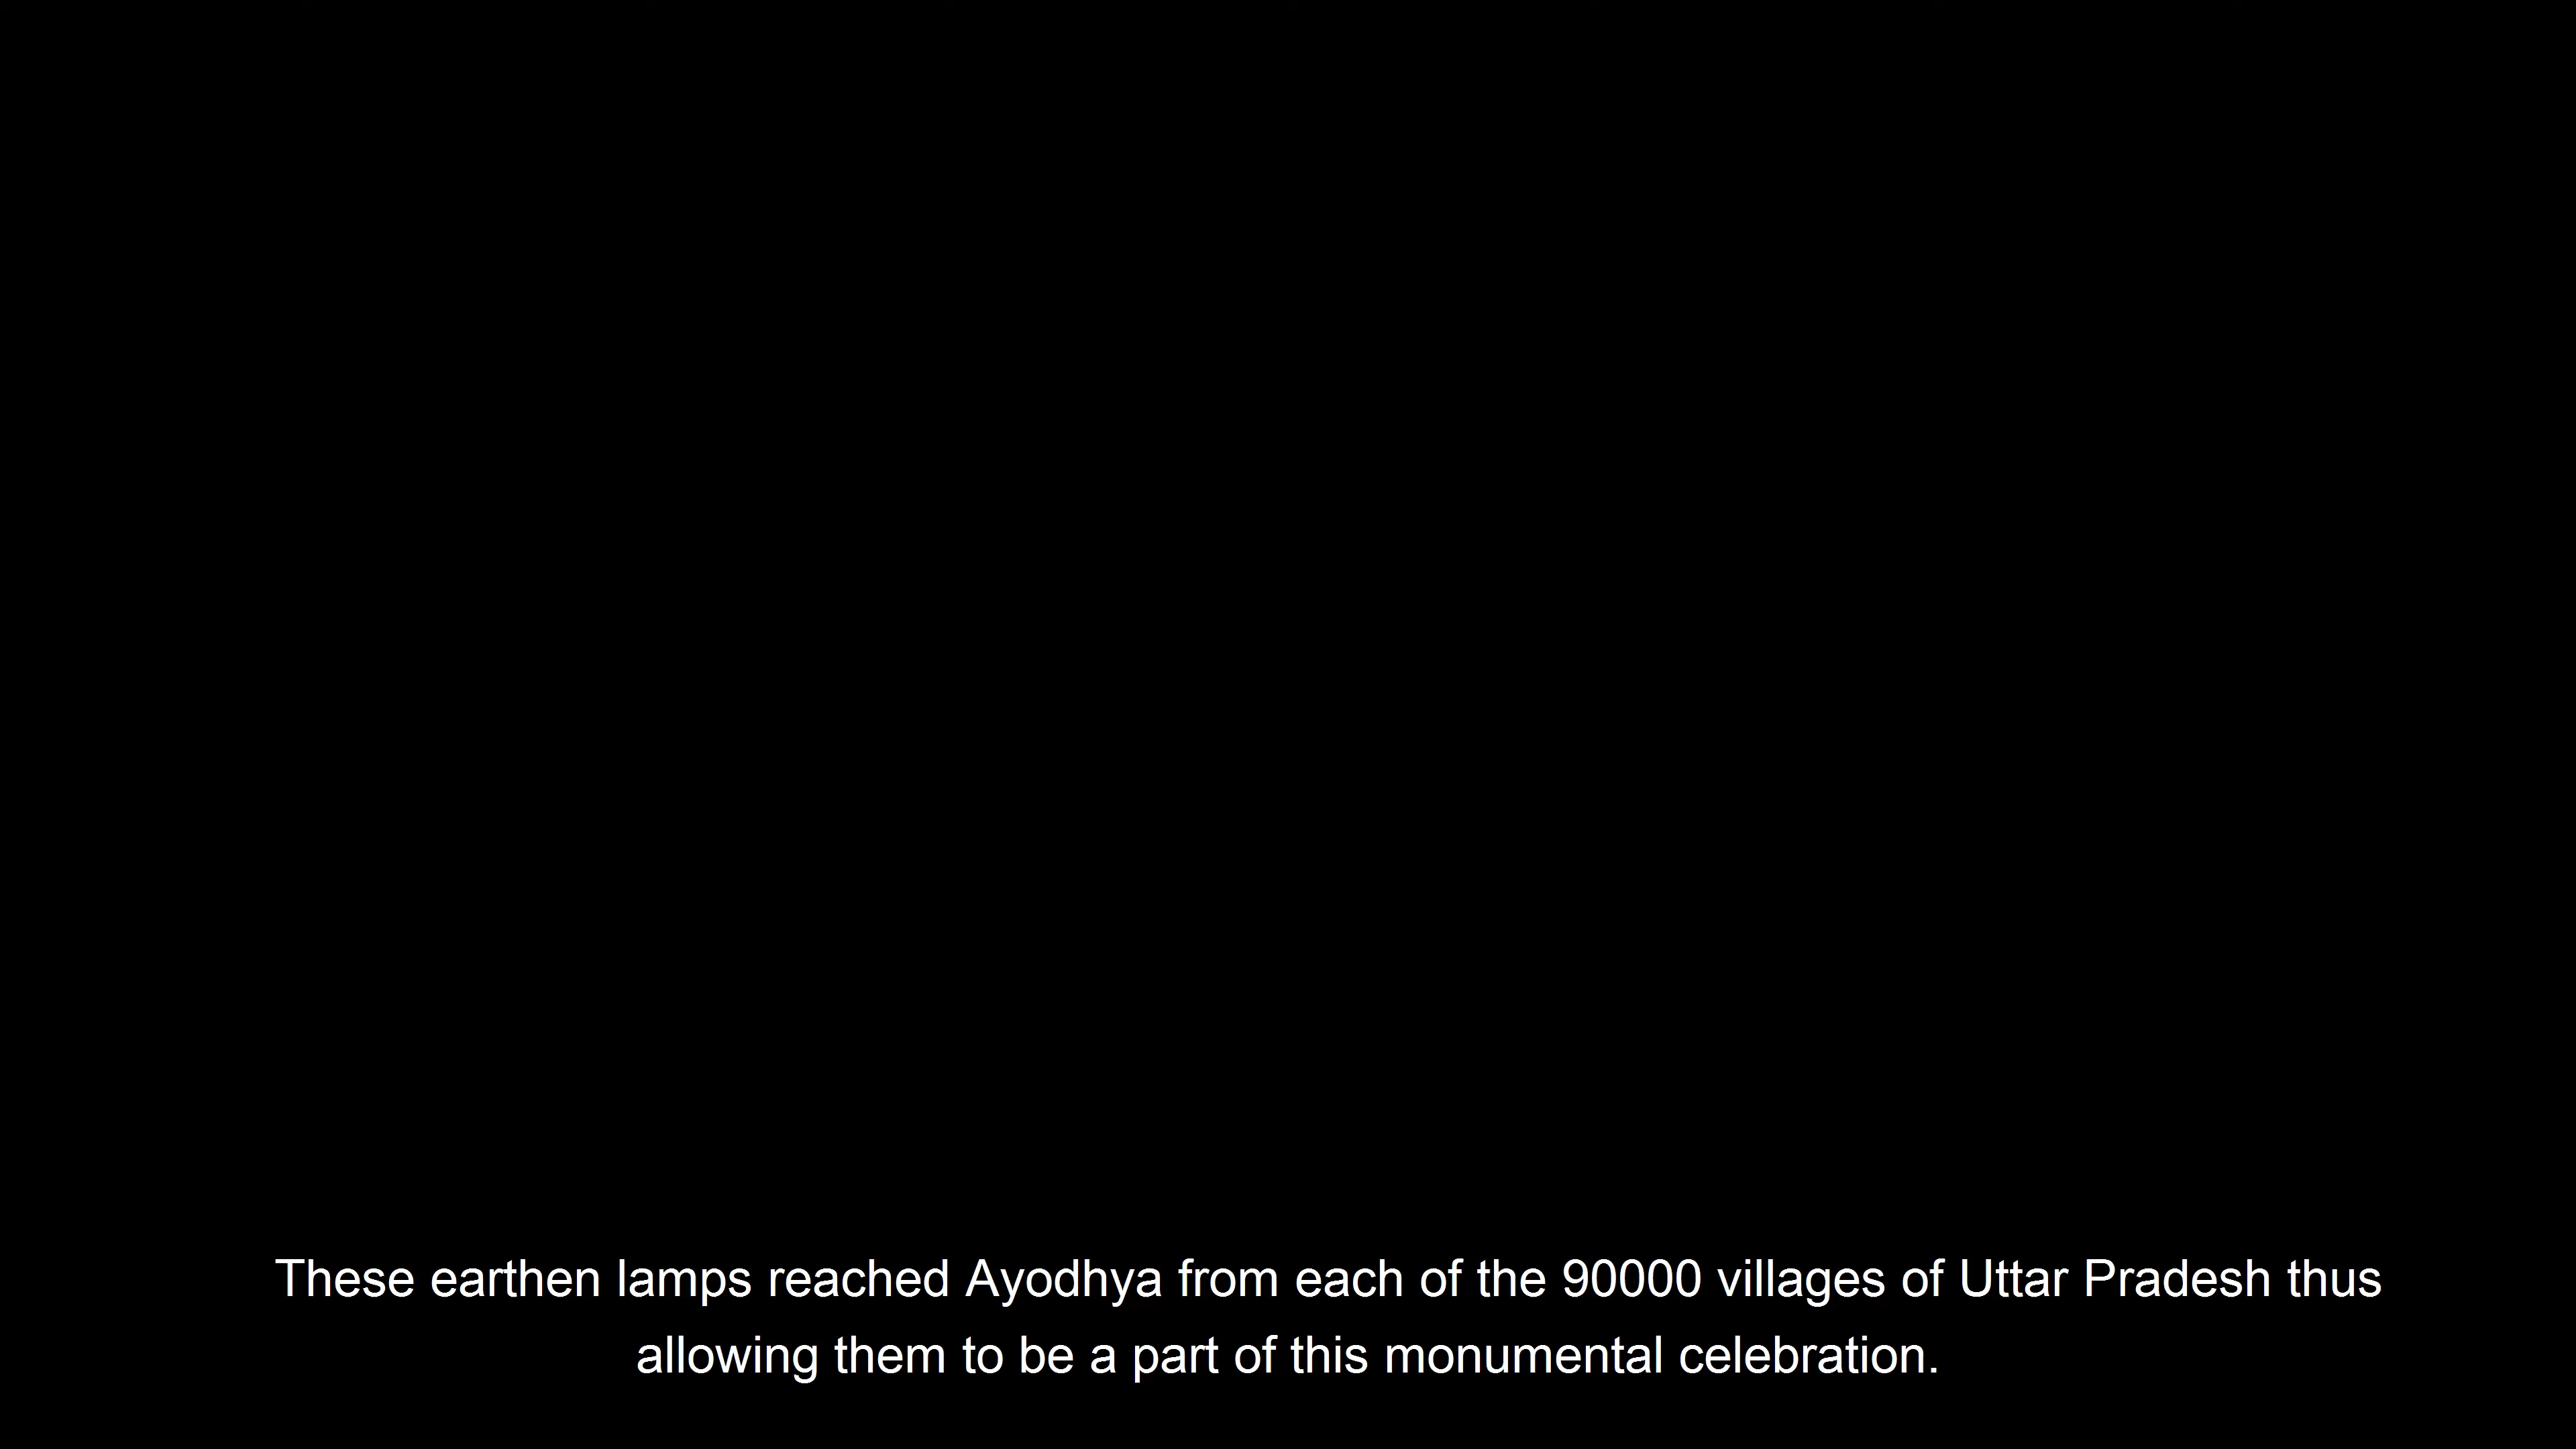 These earthen lamps reached Ayodhya from each of the 90000 villages of Uttar Pradesh thus
allowing them to be a part of this monumental celebration.